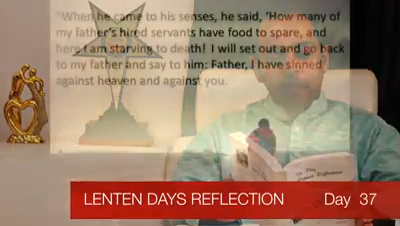 "When he came to his senses, he said, 'How many of
my father's hired servants have food to spare, and
here I am starving to death! I will set out and go back
to my father and say to him: Father, I have sinned
against heaven and against you.
LENTEN DAYS REFLECTION Day 37